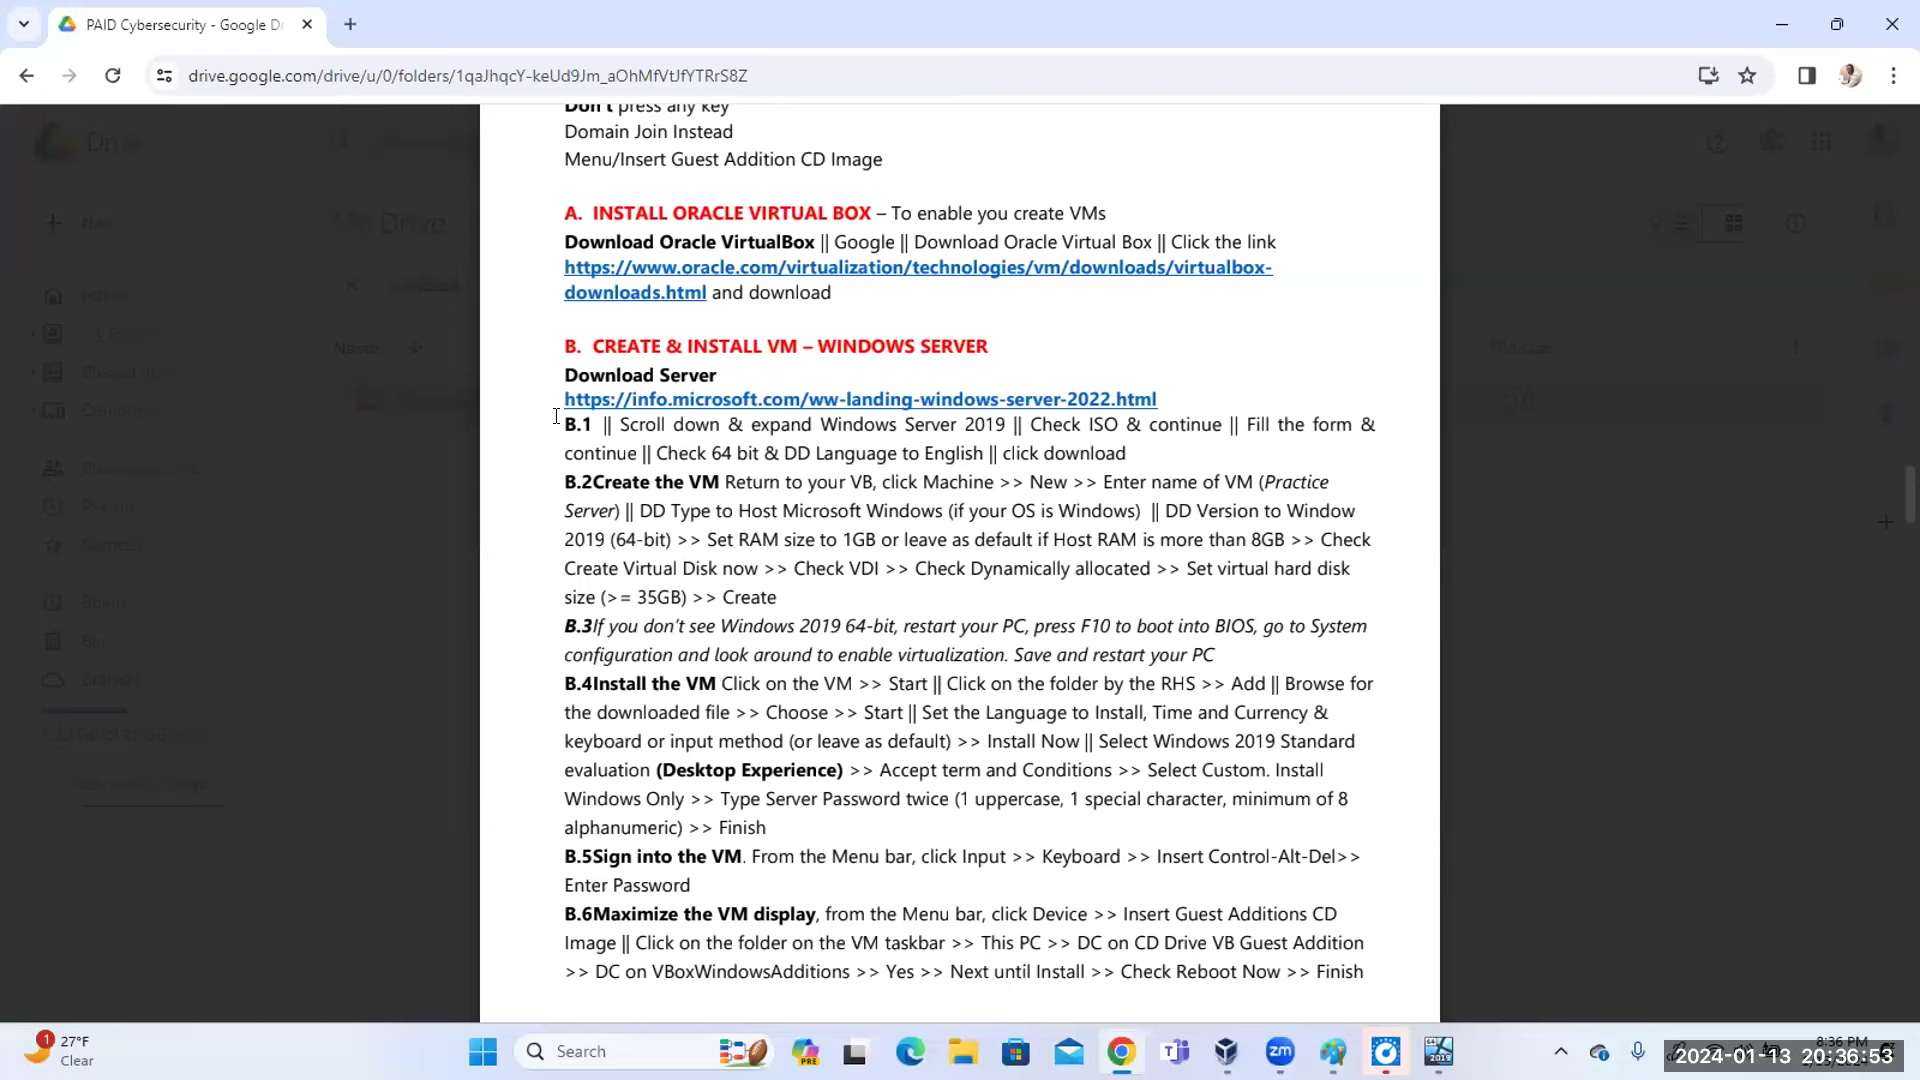 PAID Cybersecurity - Google Dr
drive.google.com/drive/u/0/folders/1qaJhqcY-keUd9Jm_aOhMfVtJfYTRrS8Z
Don't press any key
Domain Join Instead
Menu/Insert Guest Addition CD Image
A. INSTALL ORACLE VIRTUAL BOX – To enable you create VMs
Download Oracle VirtualBox || Google || Download Oracle Virtual Box || Click the link
https://www.oracle.com/virtualization/technologies/vm/downloads/virtualbox-
downloads.html and download
B. CREATE & INSTALL VM – WINDOWS SERVER
Download Server
https://info.microsoft.com/ww-landing-windows-server-2022.html
B.1 || Scroll down & expand Windows Server 2019 || Check ISO & continue || Fill the form &
continue || Check 64 bit & DD Language to English || click download
B.2Create the VM Return to your VB, click Machine >> New >> Enter name of VM (Practice
Server) || DD Type to Host Microsoft Windows (if your OS is Windows) || DD Version to Window
2019 (64-bit) >> Set RAM size to 1GB or leave as default if Host RAM is more than 8GB >> Check
Create Virtual Disk now >> Check VDI >> Check Dynamically allocated >> Set virtual hard disk
size (>= 35GB) >> Create
B.3If you don't see Windows 2019 64-bit, restart your PC, press F10 to boot into BIOS, go to System
configuration and look around to enable virtualization. Save and restart your PC
B.4Install the VM Click on the VM >> Start || Click on the folder by the RHS >> Add || Browse for
the downloaded file >> Choose >> Start || Set the Language to Install, Time and Currency &
keyboard or input method (or leave as default) >> Install Now || Select Windows 2019 Standard
evaluation (Desktop Experience) >> Accept term and Conditions >> Select Custom. Install
Windows Only >> Type Server Password twice (1 uppercase, 1 special character, minimum of 8
alphanumeric) >> Finish
B.5Sign into the VM. From the Menu bar, click Input >> Keyboard >> Insert Control-Alt-Del>>
Enter Password
B.6Maximize the VM display, from the Menu bar, click Device >> Insert Guest Additions CD
Image || Click on the folder on the VM taskbar >> This PC >> DC on CD Drive VB Guest Addition
>> DC on VBoxWindowsAdditions >> Yes >> Next until Install >> Check Reboot Now >> Finish
1
27°F
Clear
Search
PRE
zm
2019
8:36 PM
2024-01-13 20:36:53